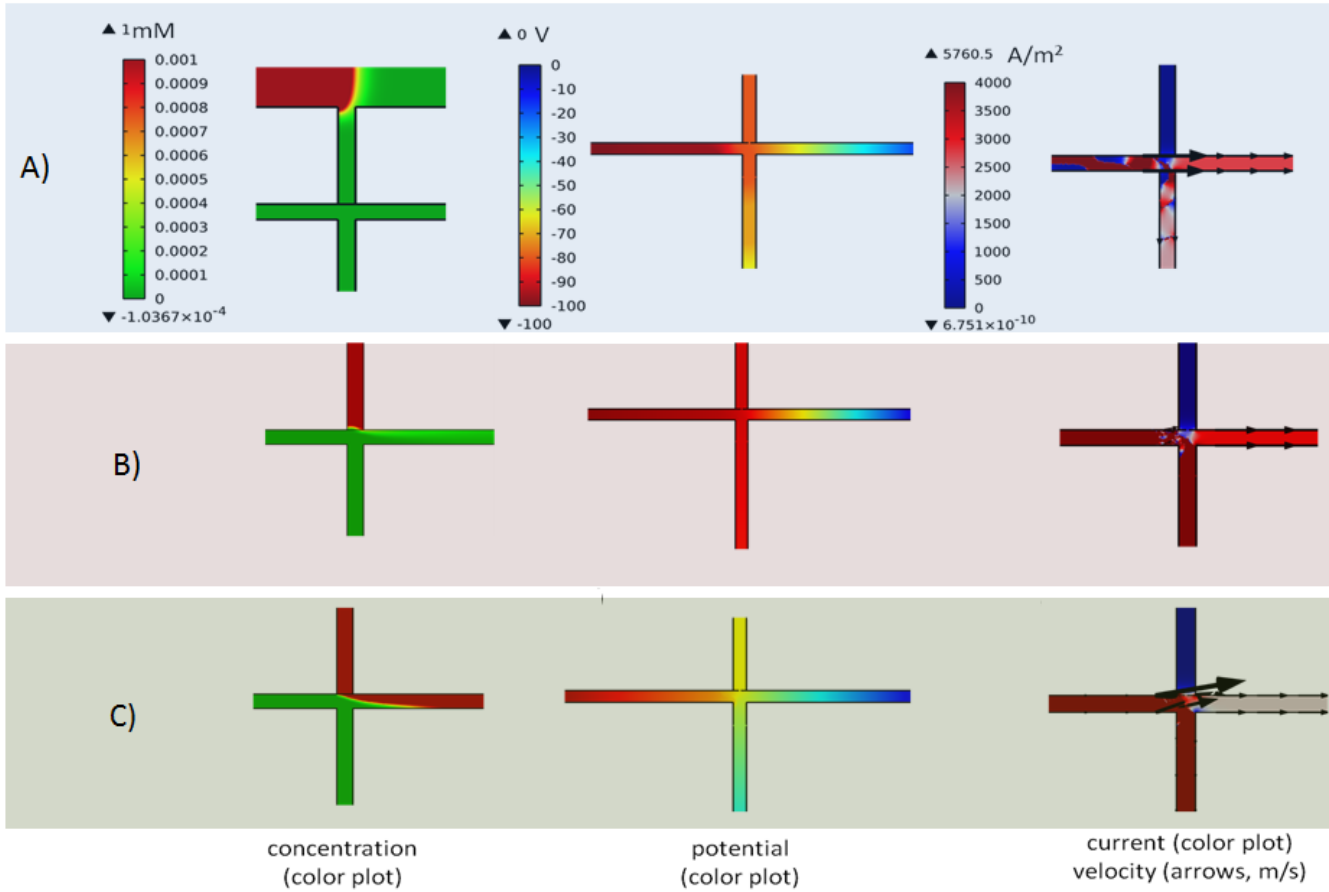 ▲ 1mM
0.001
0.0009
0.0008
0.0007
0.0006
0.0005
0.0004
0.0003
0.0002
0.0001
0
▼ -1.0367×10⁻⁴
▲ 0 V
0
-10
-20
-30
-40
-50
-60
-70
-80
-90
-100
▼ -100
▲ 5760.5 A/m²
4000
3500
3000
2500
2000
1500
1000
500
0
▼ 6.751×10⁻¹⁰
A)
B)
C)
concentration
(color plot)
potential
(color plot)
current (color plot)
velocity (arrows, m/s)